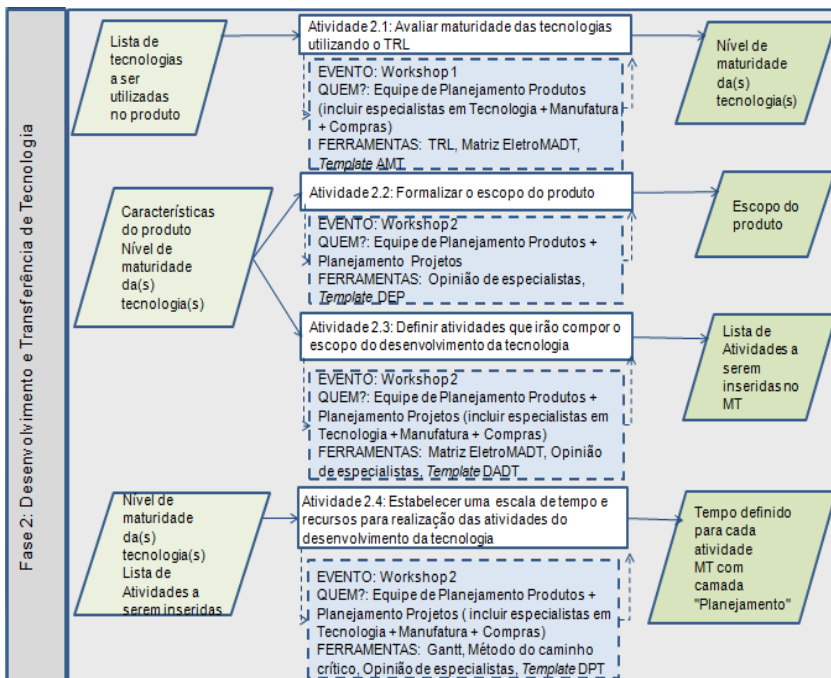 Fase 2: Desenvolvimento e Transferência de Tecnologia
Lista de
tecnologias
a ser
utilizadas
no produto
Atividade 2.1: Avaliar maturidade das tecnologias
utilizando o TRL
EVENTO: Workshop 1
QUEM?: Equipe de Planejamento Produtos
(incluir especialistas em Tecnologia + Manufatura
+ Compras)
FERRAMENTAS: TRL, Matriz EletroMADT,
Template AMT
Nível de
maturidade
da(s)
tecnologia(s)
Características
do produto
Nível de
maturidade
da(s)
tecnologia(s)
Atividade 2.2: Formalizar o escopo do produto
EVENTO: Workshop2
QUEM?: Equipe de Planejamento Produtos +
Planejamento Projetos
FERRAMENTAS: Opinião de especialistas,
Template DEP
Escopo do
produto
Atividade 2.3: Definir atividades que irão compor o
escopo do desenvolvimento da tecnologia
EVENTO: Workshop2
QUEM?: Equipe de Planejamento Produtos +
Planejamento Projetos (incluir especialistas em
Tecnologia + Manufatura + Compras)
FERRAMENTAS: Matriz EletroMADT, Opinião
de especialistas, Template DADT
Lista de
Atividades a
serem
inseridas no
MT
Nível de
maturidade
da(s)
tecnologia(s)
Lista de
Atividades a
serem inseridas
Atividade 2.4: Estabelecer uma escala de tempo e
recursos para realização das atividades do
desenvolvimento da tecnologia
EVENTO: Workshop2
QUEM?: Equipe de Planejamento Produtos +
Planejamento Projetos ( incluir especialistas em
Tecnologia + Manufatura + Compras)
FERRAMENTAS: Gantt, Método do caminho
crítico, Opinião de especialistas, Template DPT
Tempo definido
para cada
atividade
MT com
camada
"Planejamento"